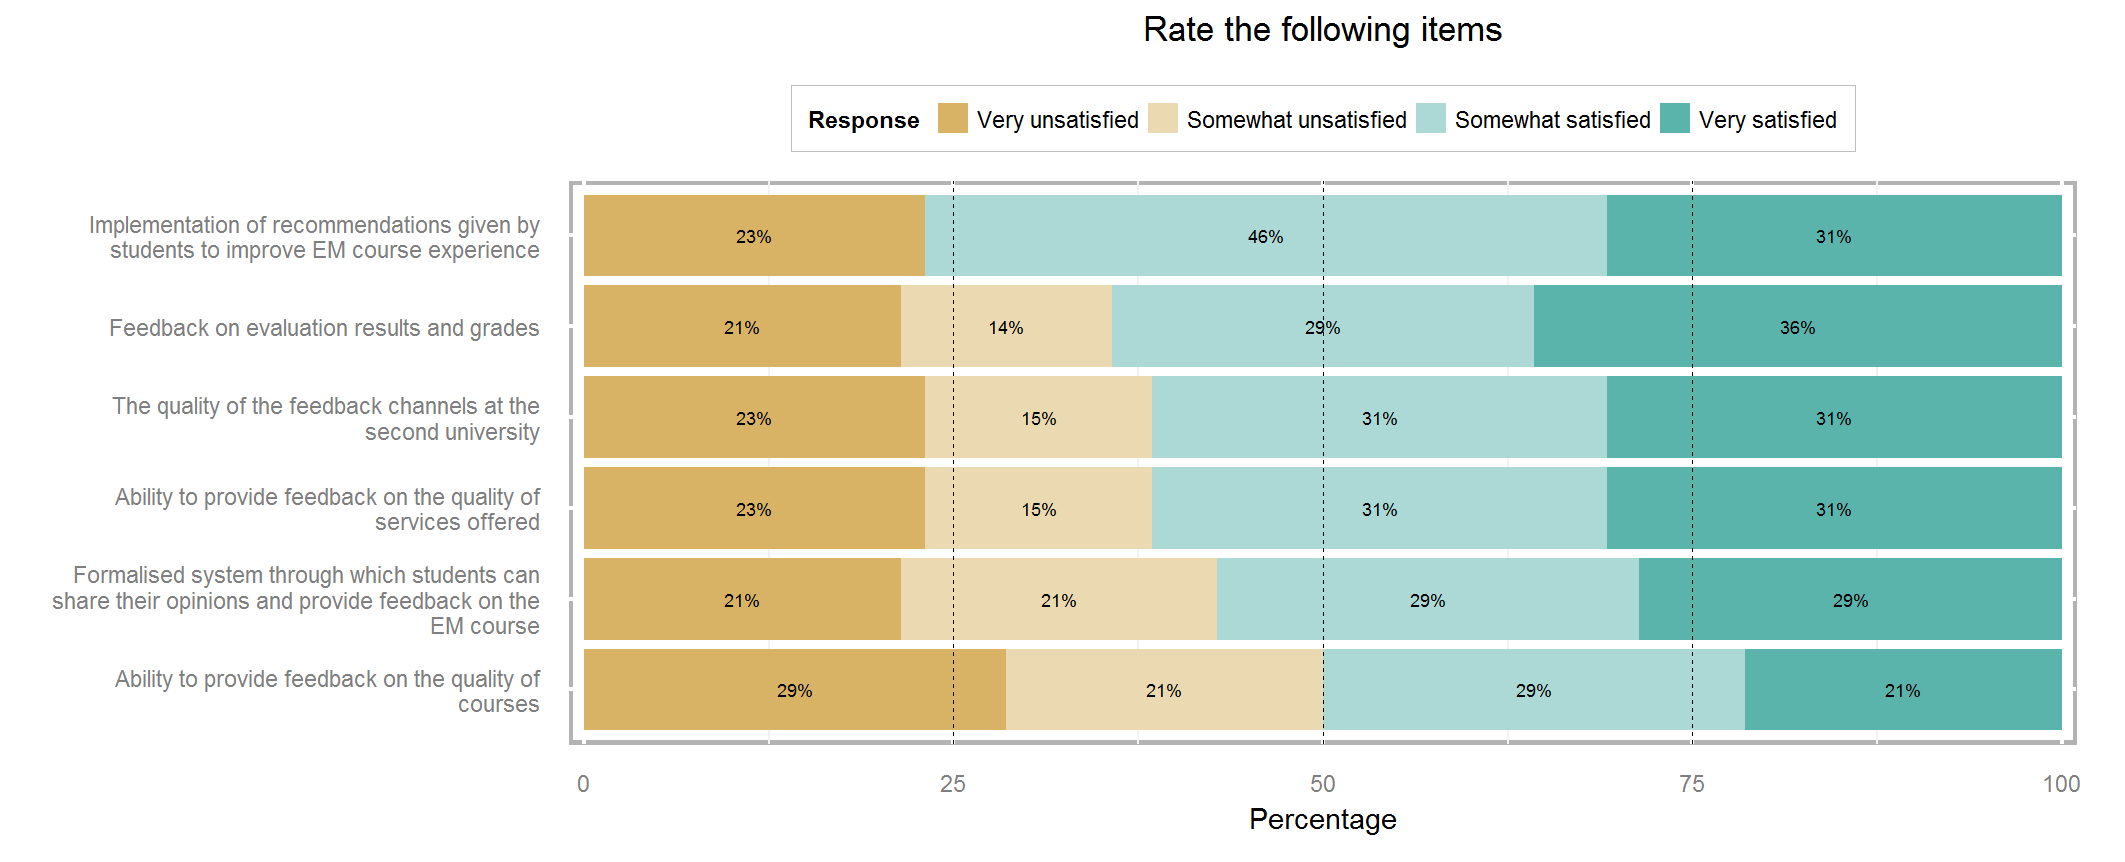 Rate the following items
Response Very unsatisfied Somewhat unsatisfied Somewhat satisfied Very satisfied
Implementation of recommendations given by
students to improve EM course experience
23% 46% 31%
Feedback on evaluation results and grades
21% 14% 29% 36%
The quality of the feedback channels at the
second university
23% 15% 31% 31%
Ability to provide feedback on the quality of
services offered
23% 15% 31% 31%
Formalised system through which students can
share their opinions and provide feedback on the
EM course
21% 21% 29% 29%
Ability to provide feedback on the quality of
courses
29% 21% 29% 21%
0 25 50 75 100
Percentage